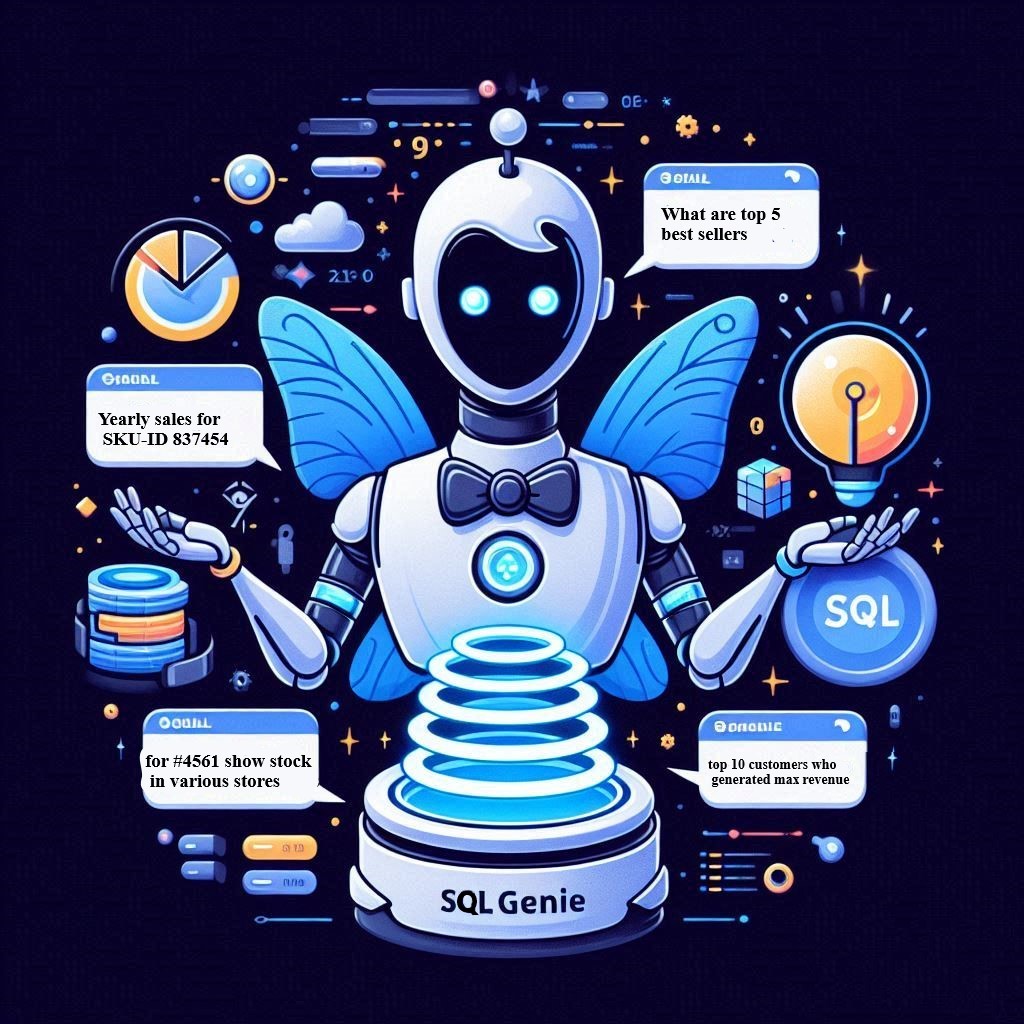 What are top 5
best sellers
Yearly sales for
SKU-ID 837454
SQL
for #4561 show stock
in various stores
top 10 customers who
generated max revenue
SQL Genie